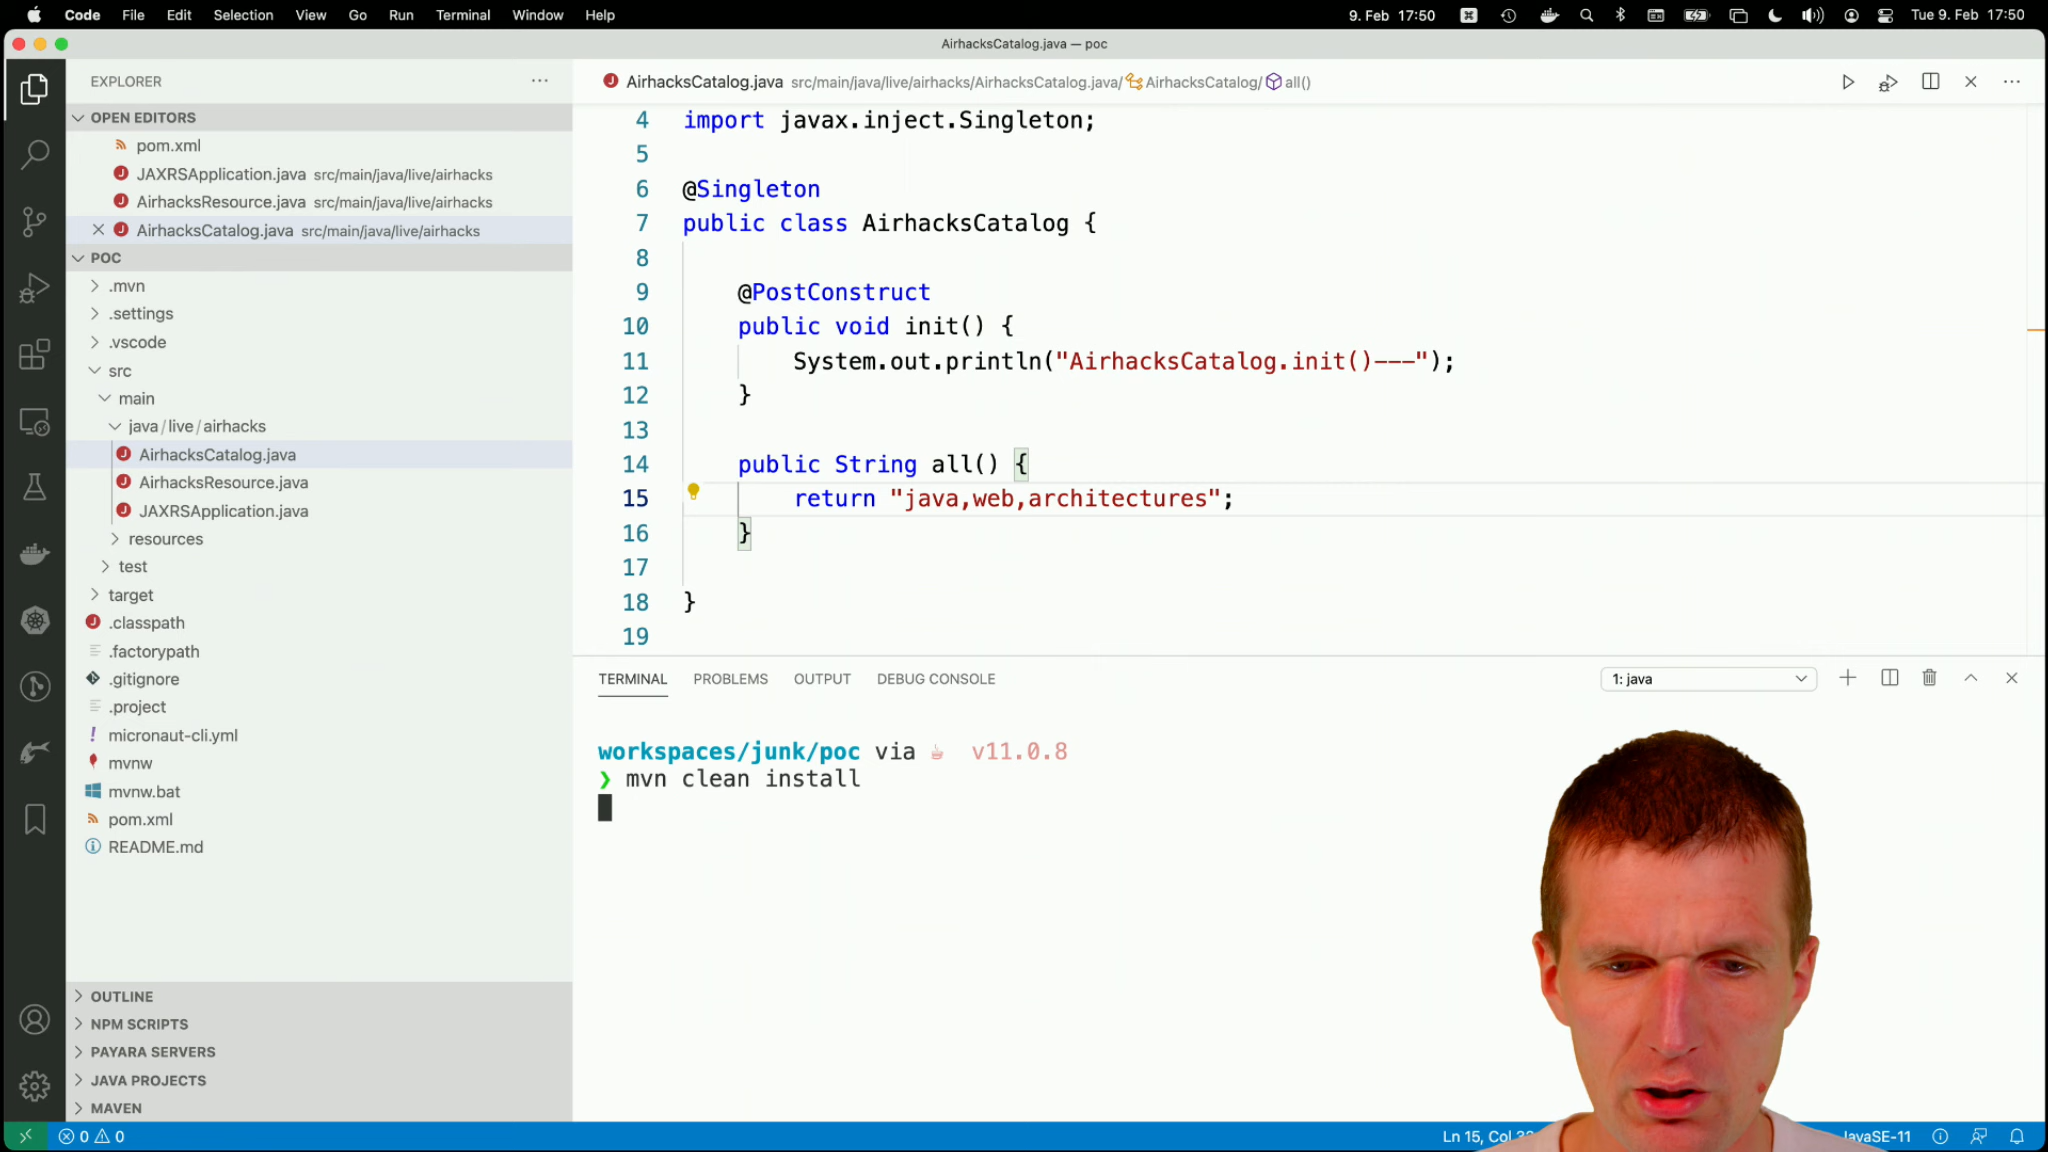 Code File Edit Selection View Go Run Terminal Window Help 9. Feb 17:50 Tue 9. Feb 17:50
AirhacksCatalog.java — poc
EXPLORER
AirhacksCatalog.java src/main/java/live/airhacks/AirhacksCatalog.java/ AirhacksCatalog/ all()
OPEN EDITORS
pom.xml
JAXRSApplication.java src/main/java/live/airhacks
AirhacksResource.java src/main/java/live/airhacks
AirhacksCatalog.java src/main/java/live/airhacks
POC
.mvn
.settings
.vscode
src
main
java/live/airhacks
AirhacksCatalog.java
AirhacksResource.java
JAXRSApplication.java
resources
test
target
.classpath
.factorypath
.gitignore
.project
micronaut-cli.yml
mvnw
mvnw.bat
pom.xml
README.md
OUTLINE
NPM SCRIPTS
PAYARA SERVERS
JAVA PROJECTS
MAVEN
4 import javax.inject.Singleton;
5
6 @Singleton
7 public class AirhacksCatalog {
8
9 @PostConstruct
10 public void init() {
11 System.out.println("AirhacksCatalog.init()---");
12 }
13
14 public String all() {
15 return "java,web,architectures";
16 }
17
18 }
19
TERMINAL PROBLEMS OUTPUT DEBUG CONSOLE 1: java
workspaces/junk/poc via v11.0.8
❯ mvn clean install
0 0 Ln 15, JavaSE-11